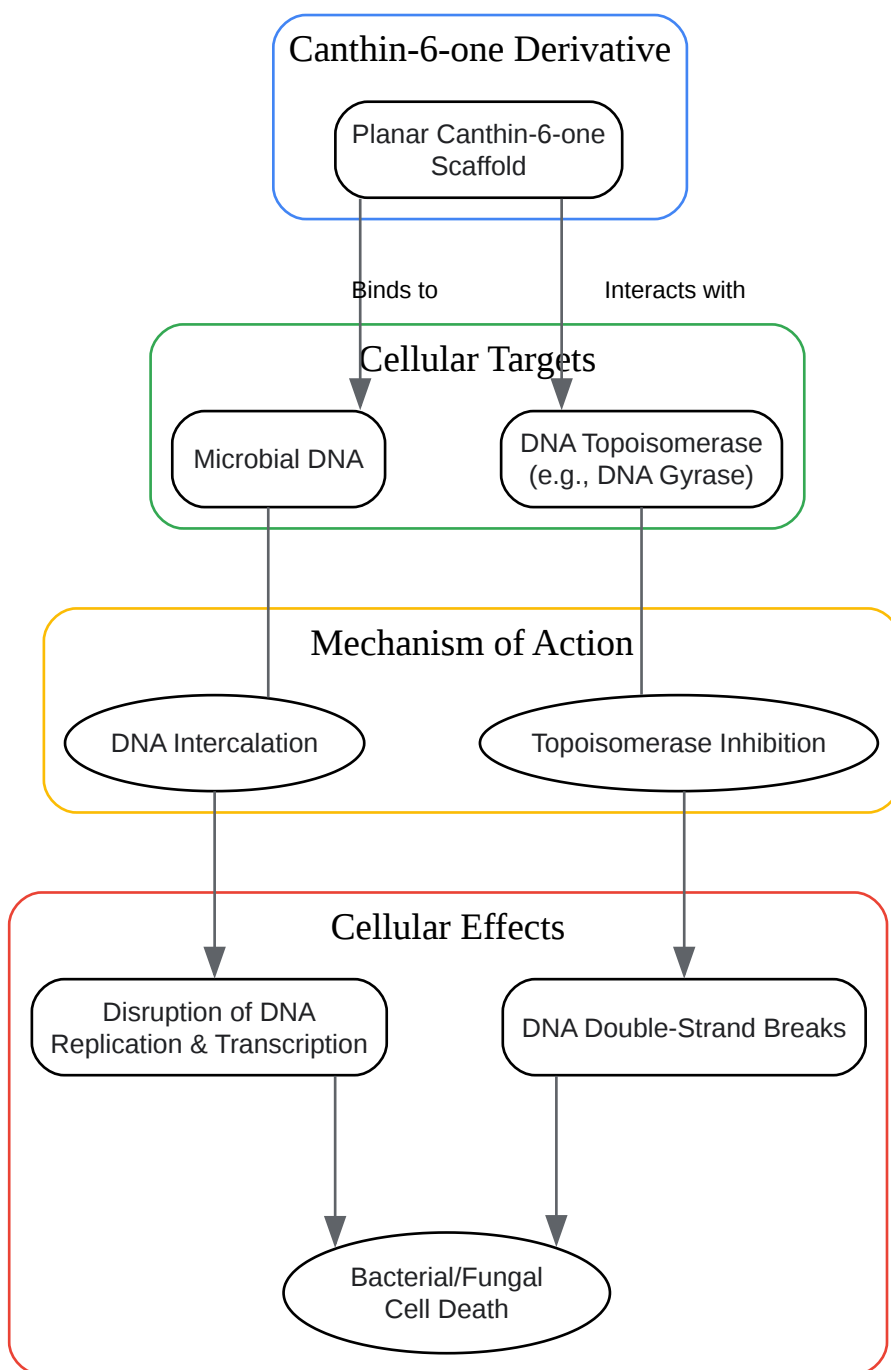 Canthin-6-one Derivative
Planar Canthin-6-one
Scaffold
Binds to
Interacts with
Cellular Targets
Microbial DNA
DNA Topoisomerase
(e.g., DNA Gyrase)
Mechanism of Action
DNA Intercalation
Topoisomerase Inhibition
Cellular Effects
Disruption of DNA
Replication & Transcription
DNA Double-Strand Breaks
Bacterial/Fungal
Cell Death